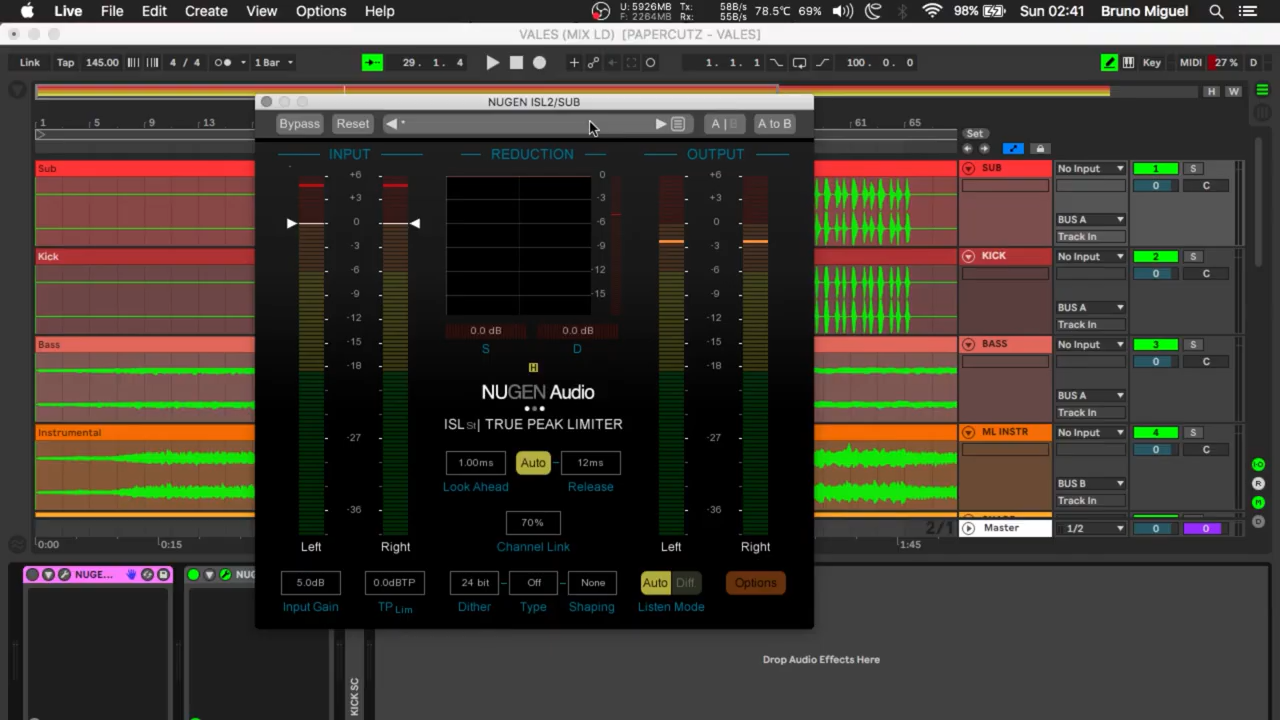 Live File Edit Create View Options Help U: 5926MB F: 2264MB Tx: 58B/s Rx: 55B/s 78.5°C 69% 98% Sun 02:41 Bruno Miguel
VALES (MIX LD) [PAPERCUTZ - VALES]
Link Tap 145.00 4 / 4 1 Bar 29. 1. 4 1. 1. 1 100. 0. 0 Key MIDI 27 % D
H W
NUGEN ISL2/SUB
1 5 9 13 61 65
Bypass Reset A | B A to B
Set
INPUT REDUCTION OUTPUT
Sub
SUB No Input 1 S
0 C
BUS A
Track In
Kick
KICK No Input 2 S
0 C
BUS A
Track In
Bass
BASS No Input 3 S
0 C
BUS A
Track In
Instrumental
ML INSTR No Input 4 S
0 C
BUS B
Track In
2/1
Master 1/2 0 0
+6 0 +6
+3 -3 +3
0 -6 0
-3 -9 -3
-6 -12 -6
-9 -15 -9
-12 -12
-15 -15
-18 -18
-27 -27
-36 -36
0.0 dB 0.0 dB
S D
H
NUGEN Audio
ISL St | TRUE PEAK LIMITER
1.00ms Auto 12ms
Look Ahead Release
70%
Channel Link
Left Right Left Right
0:00 0:15 1:45
5.0dB 0.0dBTP 24 bit Off None Auto Diff Options
Input Gain TP Lim Dither Type Shaping Listen Mode
NUGE... NUG
I·O
R
M
D
KICK SC
Drop Audio Effects Here